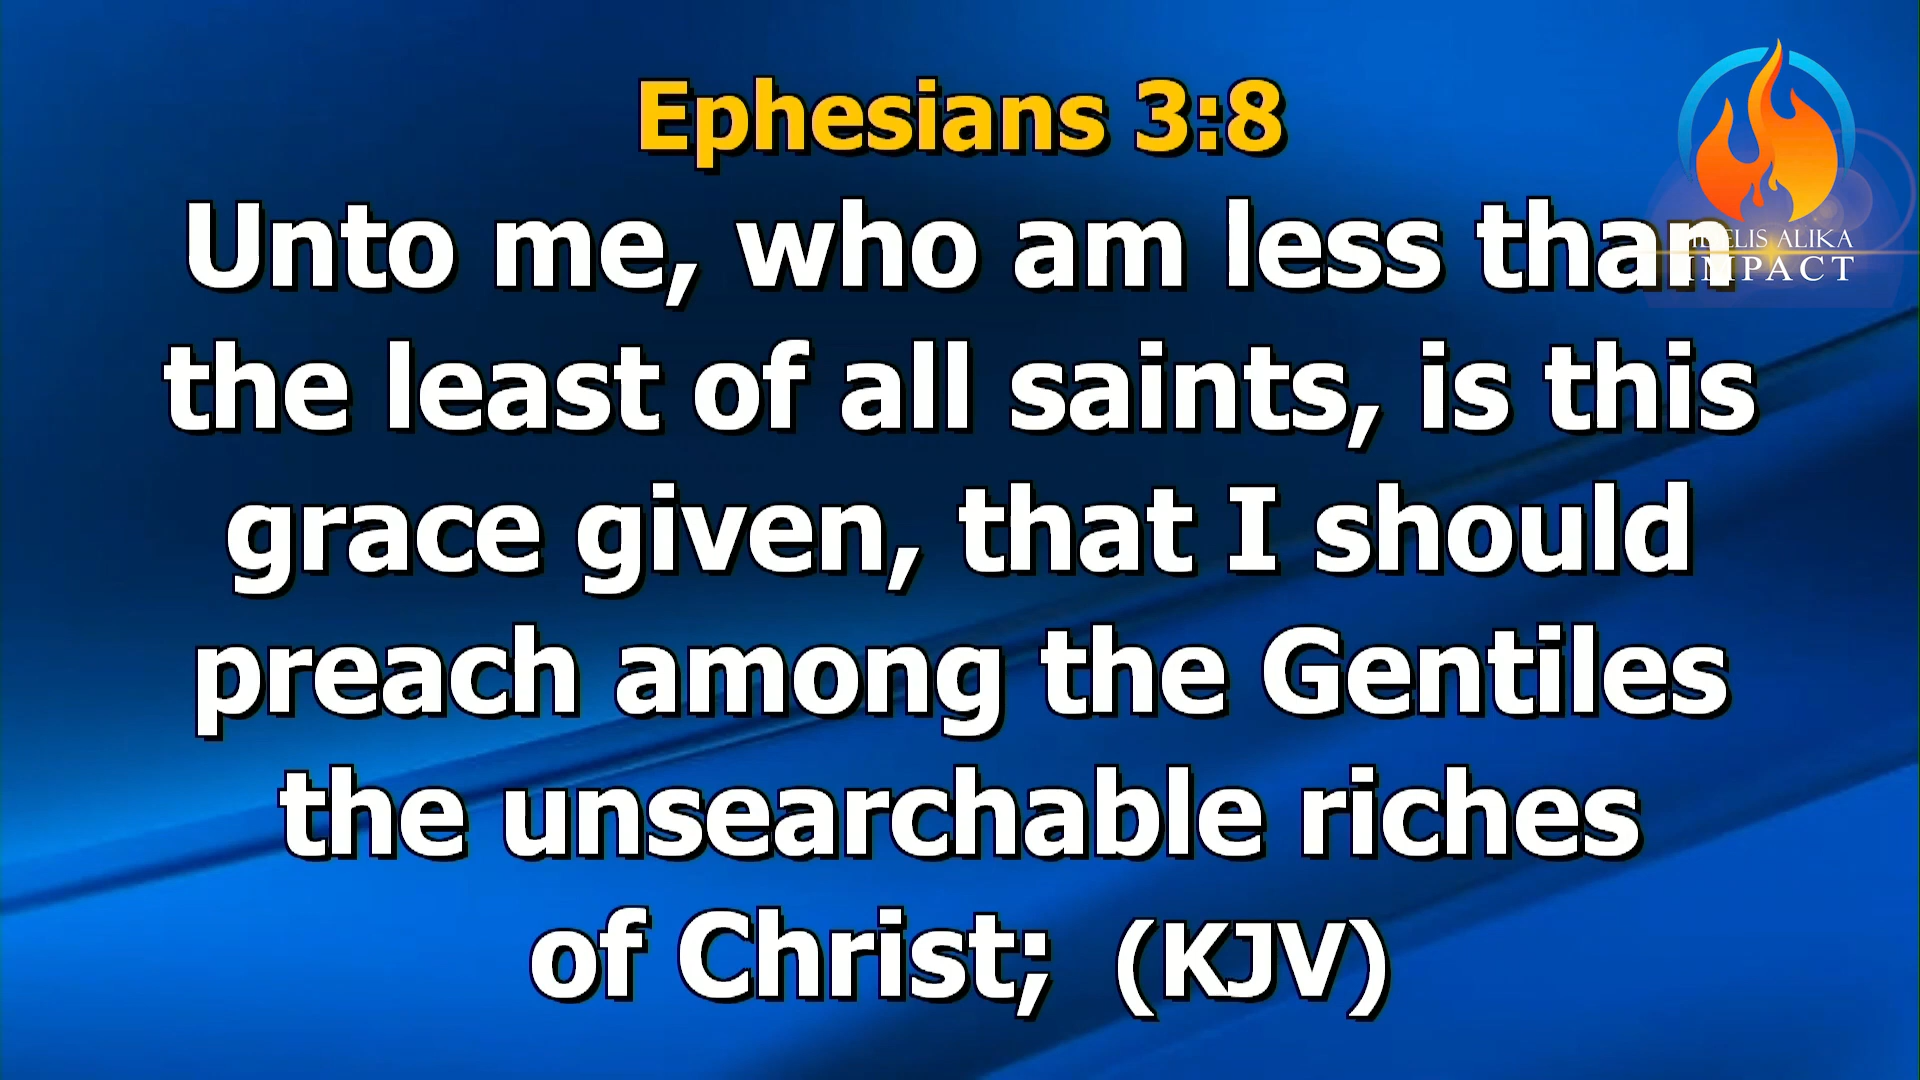 Ephesians 3:8
Unto me, who am less than
the least of all saints, is this
grace given, that I should
preach among the Gentiles
the unsearchable riches
of Christ; (KJV)
ALIKA
IMPACT